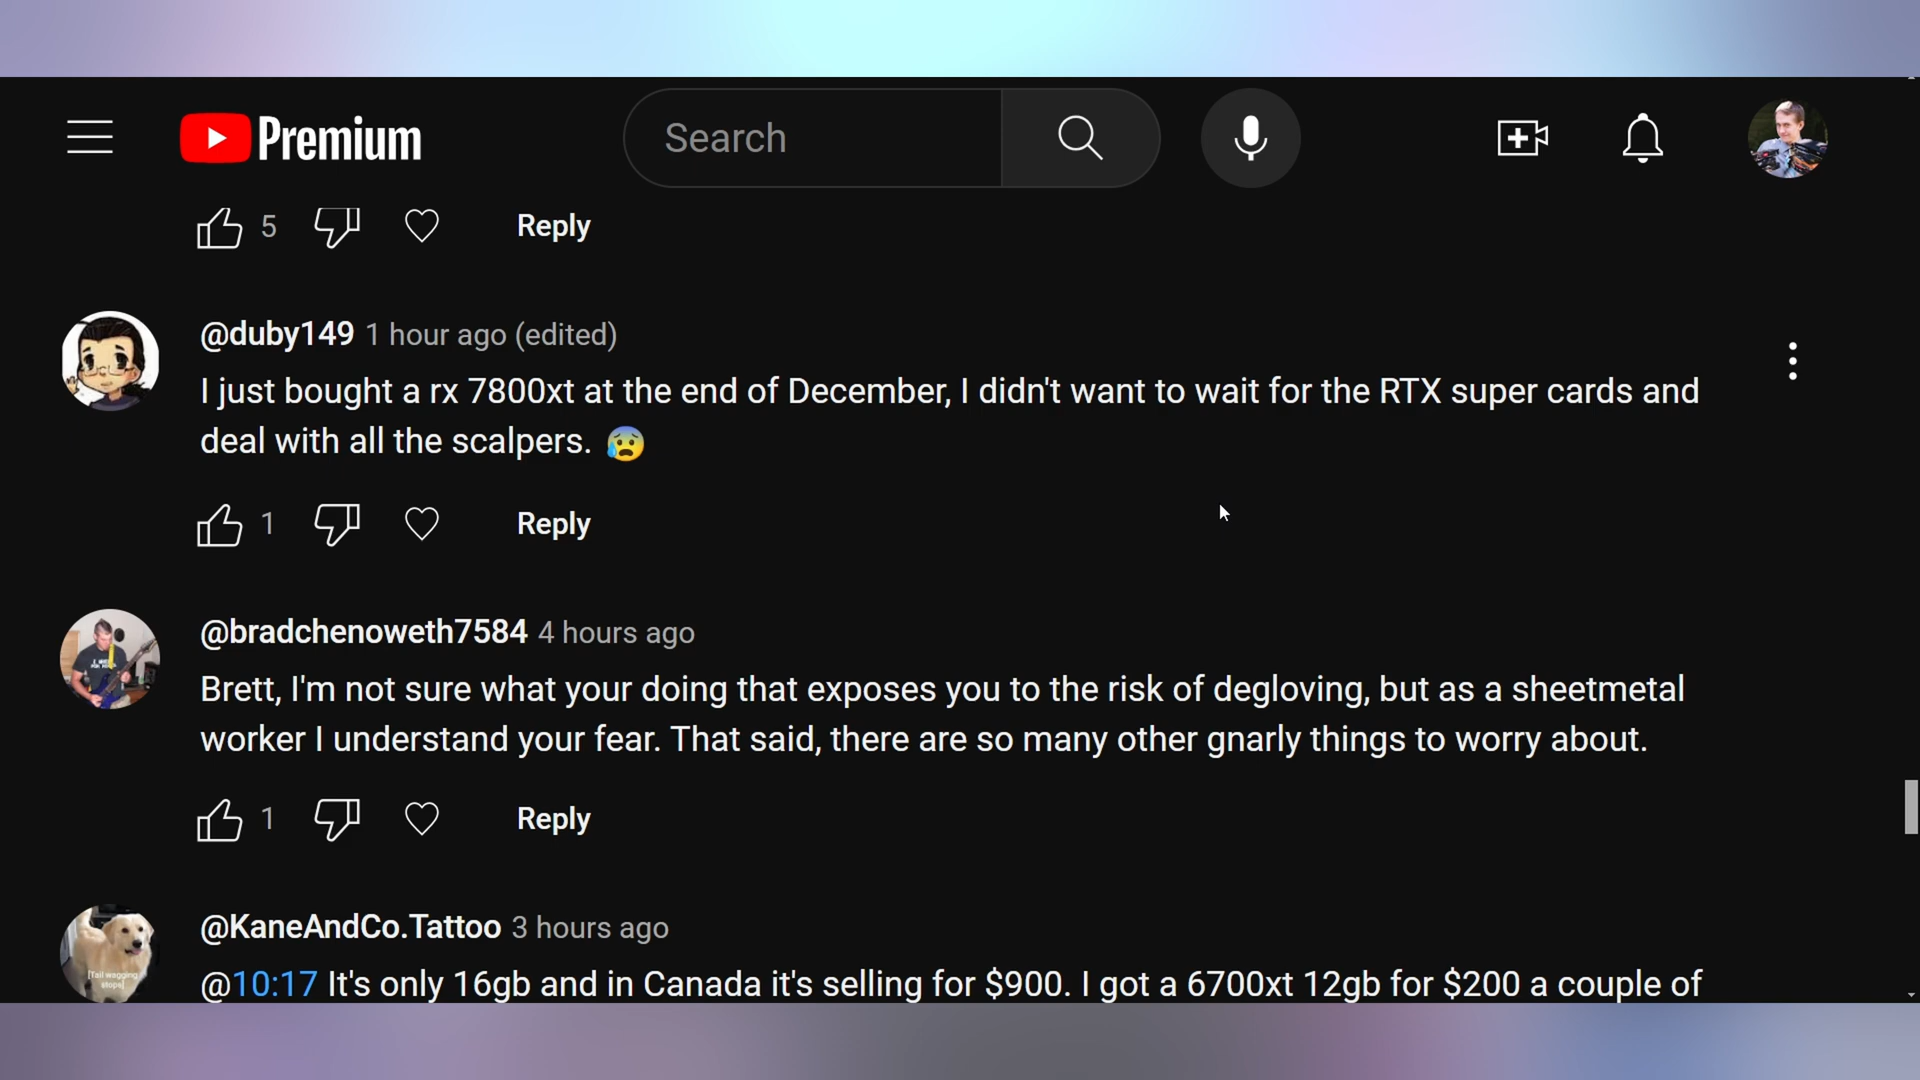 Premium
Search
5
Reply
@duby149 1 hour ago (edited)
I just bought a rx 7800xt at the end of December, I didn't want to wait for the RTX super cards and
deal with all the scalpers. 😰
1
Reply
@bradchenoweth7584 4 hours ago
Brett, I'm not sure what your doing that exposes you to the risk of degloving, but as a sheetmetal
worker I understand your fear. That said, there are so many other gnarly things to worry about.
1
Reply
@KaneAndCo.Tattoo 3 hours ago
[Tail wagging
stops]
@10:17 It's only 16gb and in Canada it's selling for $900. I got a 6700xt 12gb for $200 a couple of